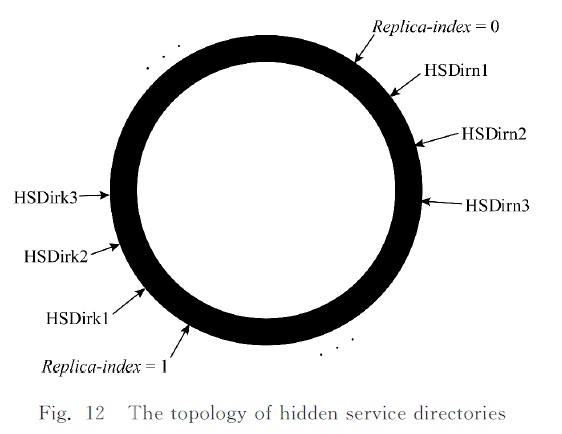 Replica-index = 0
HSDirn1
HSDirn2
HSDirn3
HSDirk3
HSDirk2
HSDirk1
Replica-index = 1
Fig. 12 The topology of hidden service directories